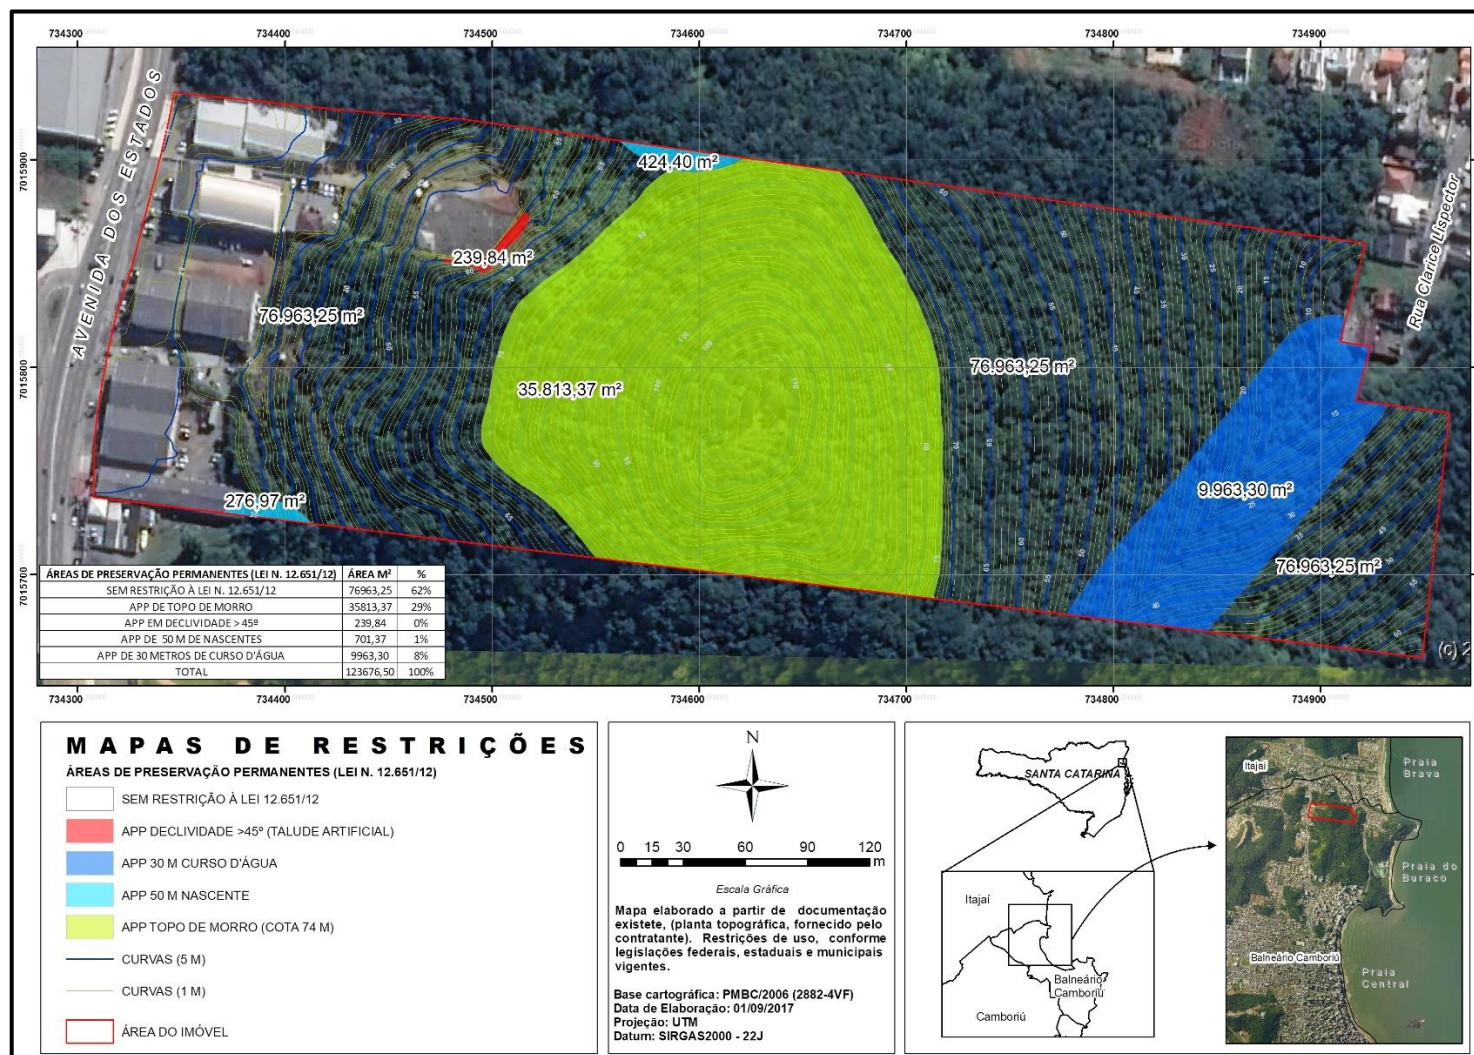 734300 734400 734500 734600 734700 734800 734900
7015900
7015800
7015700
AVENIDA DOS ESTADOS
Rua Clarice Lispector
424,40 m²
239,84 m²
76.963,25 m²
35.813,37 m²
76.963,25 m²
9.963,30 m²
276,97 m²
76.963,25 m²
(c) 2
ÁREAS DE PRESERVAÇÃO PERMANENTES (LEI N. 12.651/12) ÁREA M² %
SEM RESTRIÇÃO À LEI N. 12.651/12 76963,25 62%
APP DE TOPO DE MORRO 35813,37 29%
APP EM DECLIVIDADE > 45º 239,84 0%
APP DE 50 M DE NASCENTES 701,37 1%
APP DE 30 METROS DE CURSO D'ÁGUA 9963,30 8%
TOTAL 123676,50 100%
734300 734400 734500 734600 734700 734800 734900
MAPAS DE RESTRIÇÕES
ÁREAS DE PRESERVAÇÃO PERMANENTES (LEI N. 12.651/12)
SEM RESTRIÇÃO À LEI 12.651/12
APP DECLIVIDADE >45º (TALUDE ARTIFICIAL)
APP 30 M CURSO D'ÁGUA
APP 50 M NASCENTE
APP TOPO DE MORRO (COTA 74 M)
CURVAS (5 M)
CURVAS (1 M)
ÁREA DO IMÓVEL
N
0 15 30 60 90 120
m
Escala Gráfica
Mapa elaborado a partir de documentação
existete, (planta topográfica, fornecido pelo
contratante). Restrições de uso, conforme
legislações federais, estaduais e municipais
vigentes.
Base cartográfica: PMBC/2006 (2882-4VF)
Data de Elaboração: 01/09/2017
Projeção: UTM
Datum: SIRGAS2000 - 22J
SANTA CATARINA
Itajaí
Balneário
Camboriú
Camboriú
Itajaí
Praia
Brava
Praia do
Buraco
Balneário Camboriú
Praia
Central